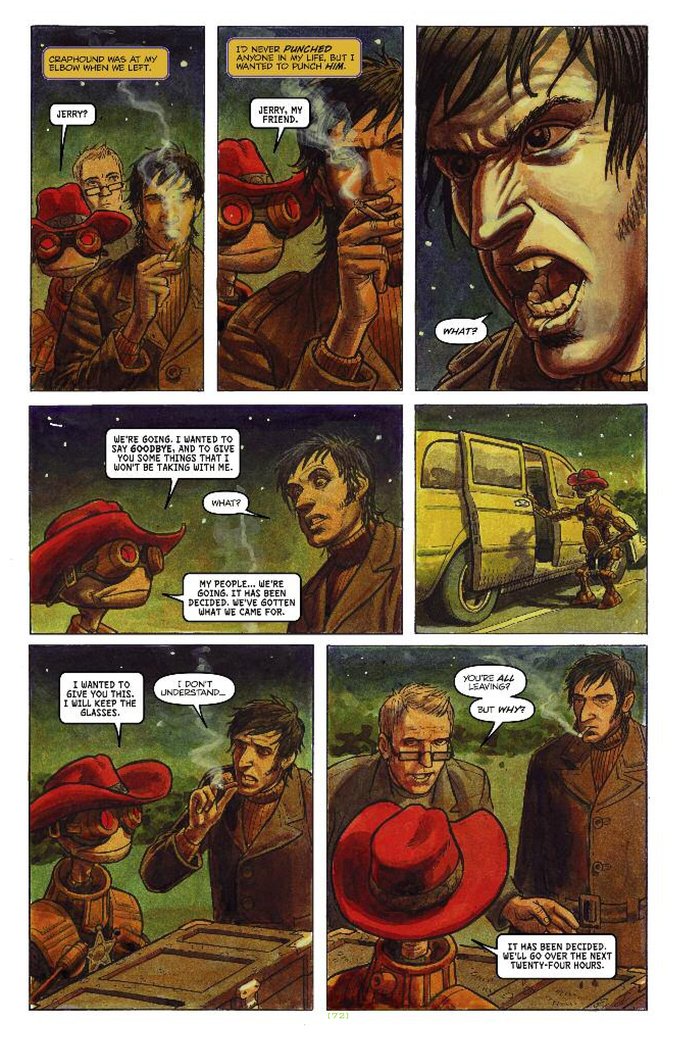 CRAPHOUND WAS AT MY
ELBOW WHEN WE LEFT.
JERRY?
I'D NEVER PUNCHED
ANYONE IN MY LIFE, BUT I
WANTED TO PUNCH HIM.
JERRY, MY
FRIEND.
WHAT?
WE'RE GOING. I WANTED TO
SAY GOODBYE, AND TO GIVE
YOU SOME THINGS THAT I
WON'T BE TAKING WITH ME.
WHAT?
MY PEOPLE... WE'RE
GOING. IT HAS BEEN
DECIDED. WE'VE GOTTEN
WHAT WE CAME FOR.
I WANTED TO
GIVE YOU THIS.
I WILL KEEP THE
GLASSES.
I DON'T
UNDERSTAND...
YOU'RE ALL
LEAVING?
BUT WHY?
IT HAS BEEN DECIDED.
WE'LL GO OVER THE NEXT
TWENTY-FOUR HOURS.
[72]